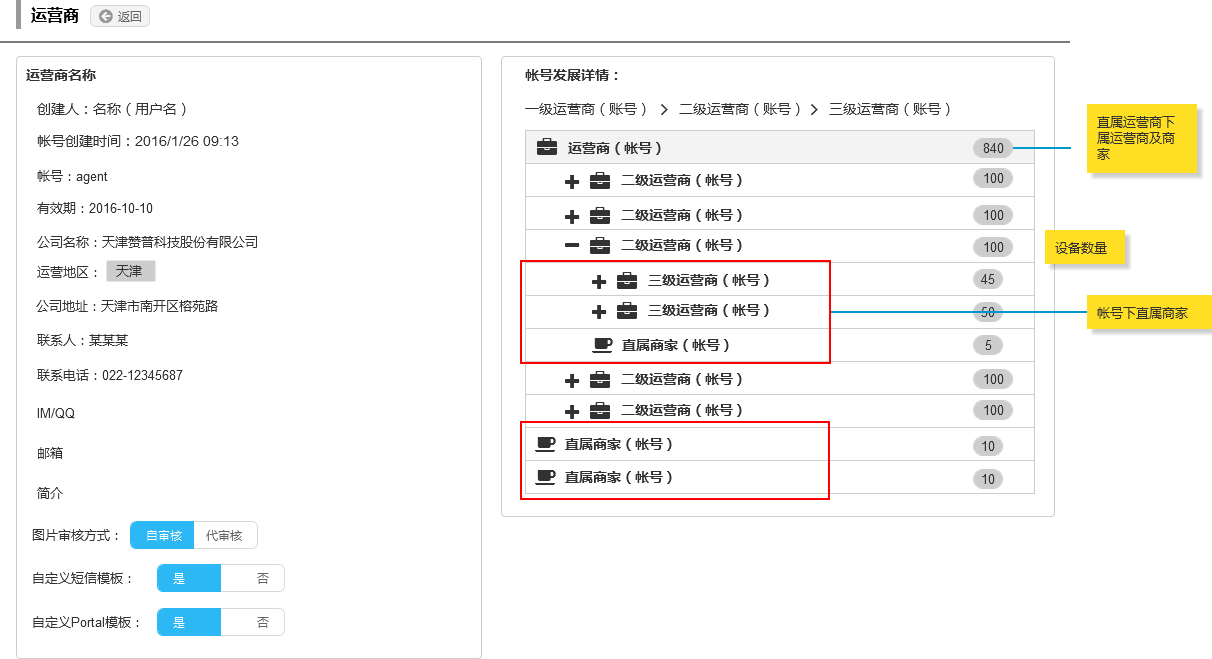 运营商
返回
运营商名称
创建人：名称（用户名）
帐号创建时间：2016/1/26 09:13
帐号：agent
有效期：2016-10-10
公司名称：天津赞普科技股份有限公司
运营地区： 天津
公司地址：天津市南开区榕苑路
联系人：某某某
联系电话：022-12345687
IM/QQ
邮箱
简介
图片审核方式： 自审核 代审核
自定义短信模板： 是 否
自定义Portal模板： 是 否
帐号发展详情：
一级运营商（账号） > 二级运营商（账号） > 三级运营商（账号）
运营商（帐号） 840
二级运营商（帐号） 100
二级运营商（帐号） 100
二级运营商（帐号） 100
三级运营商（帐号） 45
三级运营商（帐号） 50
直属商家（帐号） 5
二级运营商（帐号） 100
二级运营商（帐号） 100
直属商家（帐号） 10
直属商家（帐号） 10
直属运营商下
属运营商及商
家
设备数量
帐号下直属商家